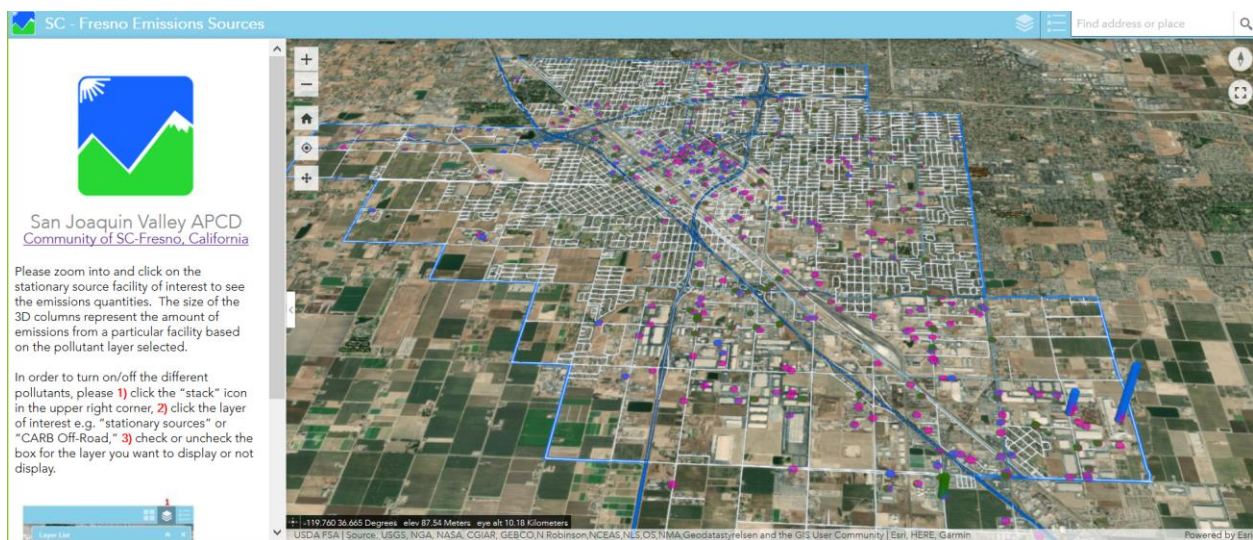 SC - Fresno Emissions Sources
Find address or place
San Joaquin Valley APCD
Community of SC-Fresno, California
Please zoom into and click on the
stationary source facility of interest to see
the emissions quantities. The size of the
3D columns represent the amount of
emissions from a particular facility based
on the pollutant layer selected.
In order to turn on/off the different
pollutants, please 1) click the “stack” icon
in the upper right corner, 2) click the layer
of interest e.g. “stationary sources” or
“CARB Off-Road,” 3) check or uncheck the
box for the layer you want to display or not
display.
1
Layer List
-119.760 36.665 Degrees elev 87.54 Meters eye alt 10.18 Kilometers
USDA FSA | Source: USGS, NGA, NASA, CGIAR, GEBCO,N Robinson,NCEAS,NLS,OS,NMA,Geodatastyrelsen and the GIS User Community | Esri, HERE, Garmin
Powered by Esri